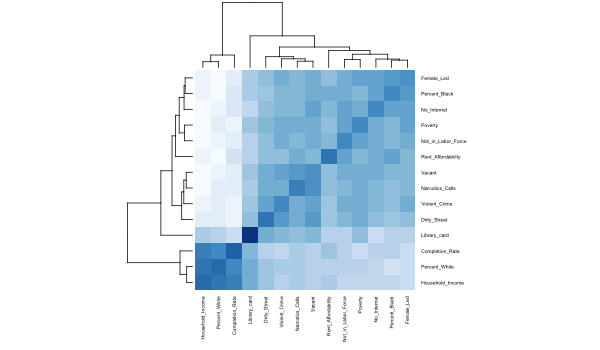 Female_Led
Percent_Black
No_Internet
Poverty
Not_in_Labor_Force
Rent_Affordability
Vacant
Narcotics_Calls
Violent_Crime
Dirty_Street
Library_card
Completion_Rate
Percent_White
Household_Income
Household_Income
Percent_White
Completion_Rate
Library_card
Dirty_Street
Violent_Crime
Narcotics_Calls
Vacant
Rent_Affordability
Not_in_Labor_Force
Poverty
No_Internet
Percent_Black
Female_Led